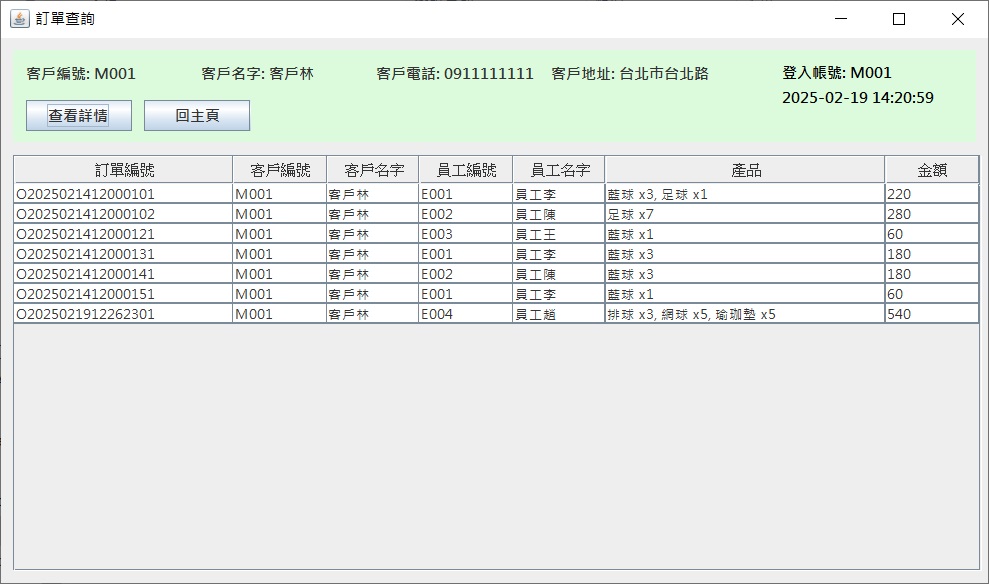 訂單查詢
客戶編號: M001 客戶名字: 客戶林 客戶電話: 0911111111 客戶地址: 台北市台北路 登入帳號: M001
2025-02-19 14:20:59
查看詳情 回主頁
訂單編號 客戶編號 客戶名字 員工編號 員工名字 產品 金額
O2025021412000101 M001 客戶林 E001 員工李 藍球 x3, 足球 x1 220
O2025021412000102 M001 客戶林 E002 員工陳 足球 x7 280
O2025021412000121 M001 客戶林 E003 員工王 藍球 x1 60
O2025021412000131 M001 客戶林 E001 員工李 藍球 x3 180
O2025021412000141 M001 客戶林 E002 員工陳 藍球 x3 180
O2025021412000151 M001 客戶林 E001 員工李 藍球 x1 60
O2025021912262301 M001 客戶林 E004 員工趙 排球 x3, 網球 x5, 瑜珈墊 x5 540